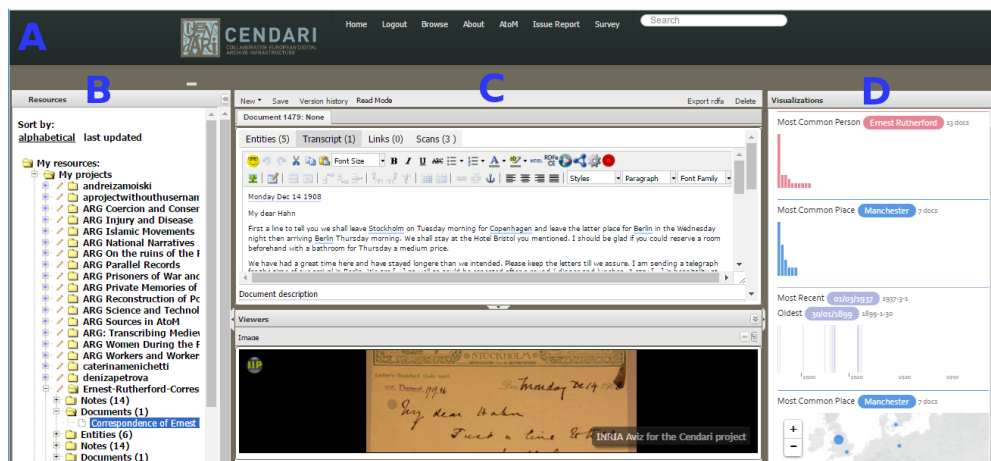 A
CENDARI
COLLABORATIVE EUROPEAN DIGITAL
ARCHIVE INFRASTRUCTURE
Home Logout Browse About AtoM Issue Report Survey
Search
B
Resources
Sort by:
alphabetical last updated
My resources:
My projects
andreizamoiski
aprojectwithouthuseman
ARG Coercion and Conser
ARG Injury and Disease
ARG Islamic Movements
ARG National Narratives
ARG On the ruins of the R
ARG Parallel Records
ARG Prisoners of War and
ARG Private Memories of
ARG Reconstruction of Po
ARG Science and Technol
ARG Sources in AtoM
ARG: Transcribing Mediev
ARG Women During the F
ARG Workers and Worker
caterinamenichetti
denizapetrova
Ernest-Rutherford-Corres
Notes (14)
Documents (1)
Correspondence of Ernest
Entities (6)
Notes (14)
Documents (1)
C
New Save Version history Read Mode Export rdfa Delete
Document 1479: None
Entities (5) Transcript (1) Links (0) Scans (3 )
Font Size B I U ABC A HTML RDFa CE
Styles Paragraph Font Family
Monday Dec 14 1908
My dear Hahn
First a line to tell you we shall leave Stockholm on Tuesday morning for Copenhagen and leave the latter place for Berlin in the Wednesday
night then arriving Berlin Thursday morning. We shall stay at the Hotel Bristol you mentioned. I should be glad if you could reserve a room
beforehand with a bathroom for Thursday a medium price.
We have had a great time here and have stayed longere than we intended. Please keep the letters till we assure. I am sending a telegraph
Document description
Viewers
Image
IIP
STOCKHOLM
Monday Dec 14
My dear Hahn
Just a line to
INRIA Aviz for the Cendari project
D
Visualizations
Most Common Person Ernest Rutherford 13 docs
Most Common Place Manchester 7 docs
Most Recent 01/03/1937 1937-3-1
Oldest 30/01/1899 1899-1-30
1900 1910 1920 1930
Most Common Place Manchester 7 docs
+
−